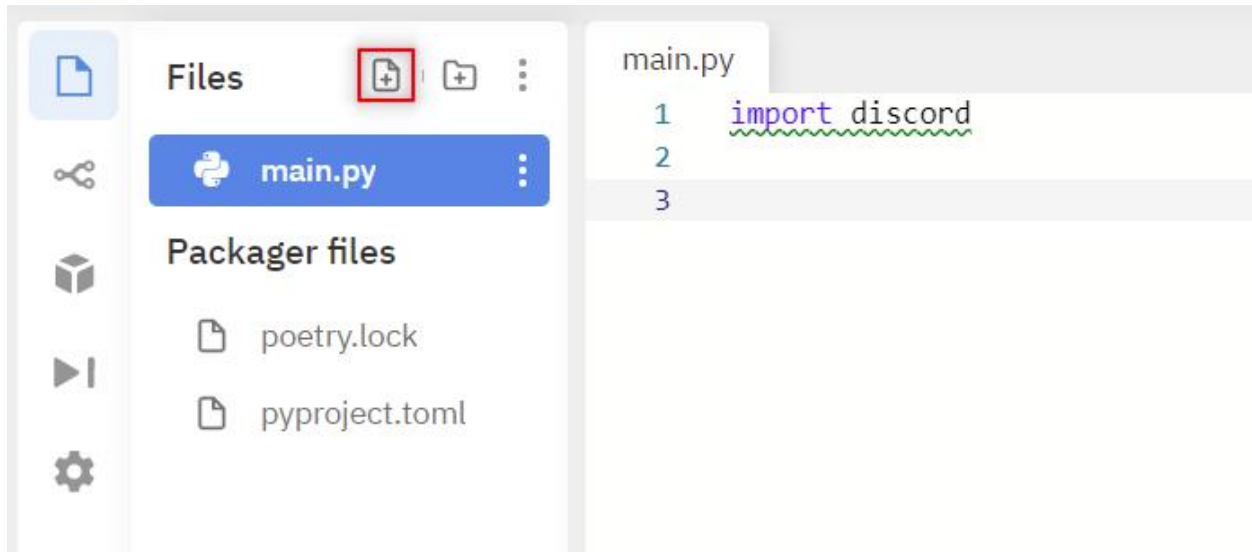 Files
main.py
Packager files
poetry.lock
pyproject.toml
main.py
1 import discord
2
3